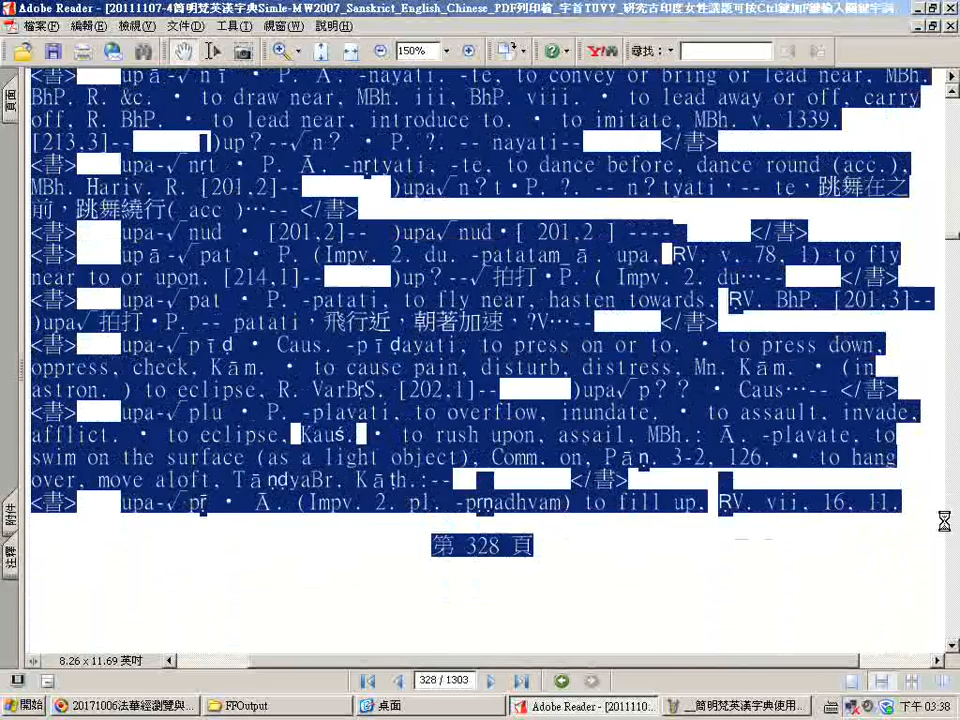 Adobe Reader - [20111107-4簡明梵英漢字典Simle-MW2007_Sanskrict_English_Chinese_PDF列印檔_字首TUVY_研究古印度女性議題可按Ctrl鍵加F鍵輸入關鍵字詞
檔案(F) 編輯(E) 檢視(V) 文件(D) 工具(T) 視窗(W) 說明(H)
150% Y! 尋找:
頁面
<書> upā-√nī • P. Ā. -nayati. -te, to convey or bring or lead near, MBh.
BhP. R. &c. • to draw near, MBh. iii, BhP. viii. • to lead away or off, carry
off, R. BhP. • to lead near, introduce to. • to imitate, MBh. v, 1339.
[213,3]-- )up？--√n？ • P. ?. -- nayati-- </書>
<書> upa-√nṛt • P. Ā. -nṛtyati, -te, to dance before, dance round (acc.),
MBh. Hariv. R. [201,2]-- )upa√n？t•P. ？. -- n？tyati，-- te，跳舞在之
前，跳舞繞行( acc )…-- </書>
<書> upa-√nud • [201,2]-- )upa√nud•[ 201,2 ] ---- </書>
<書> upa-√pat • P. (Impv. 2. du. -patatam_ā. upa, ṚV. v, 78, 1) to fly
near to or upon. [214,1]-- )up？--√拍打•P. ( Impv. 2. du…-- </書>
<書> upa-√pat • P. -patati, to fly near, hasten towards, ṚV. BhP. [201,3]--
)upa√拍打•P. -- patati，飛行近，朝著加速，?V…-- </書>
<書> upa-√pīḍ • Caus. -pīḍayati, to press on or to. • to press down,
oppress, check, Kām. • to cause pain, disturb, distress, Mn. Kām. • (in
astron. ) to eclipse, R. VarBṛS. [202,1]-- )upa√p？？ • Caus…-- </書>
<書> upa-√plu • P. -plavati, to overflow, inundate. • to assault, invade,
afflict. • to eclipse, Kauś. • to rush upon, assail, MBh.: Ā. -plavate, to
swim on the surface (as a light object), Comm. on, Pāṇ. 3-2, 126. • to hang
over, move aloft, TāṇḍyaBr. Kāṭh.:-- </書>
<書> upa-√pṝ • Ā. (Impv. 2. pl. -pṛṇadhvam) to fill up, ṚV. vii, 16, 11.
附件
註釋
第 328 頁
8.26 x 11.69 英吋
328 / 1303
開始 20171006法華經瀏覽與... FFOutput 桌面 Adobe Reader - [2011110... __簡明梵英漢字典使用... 下午 03:38